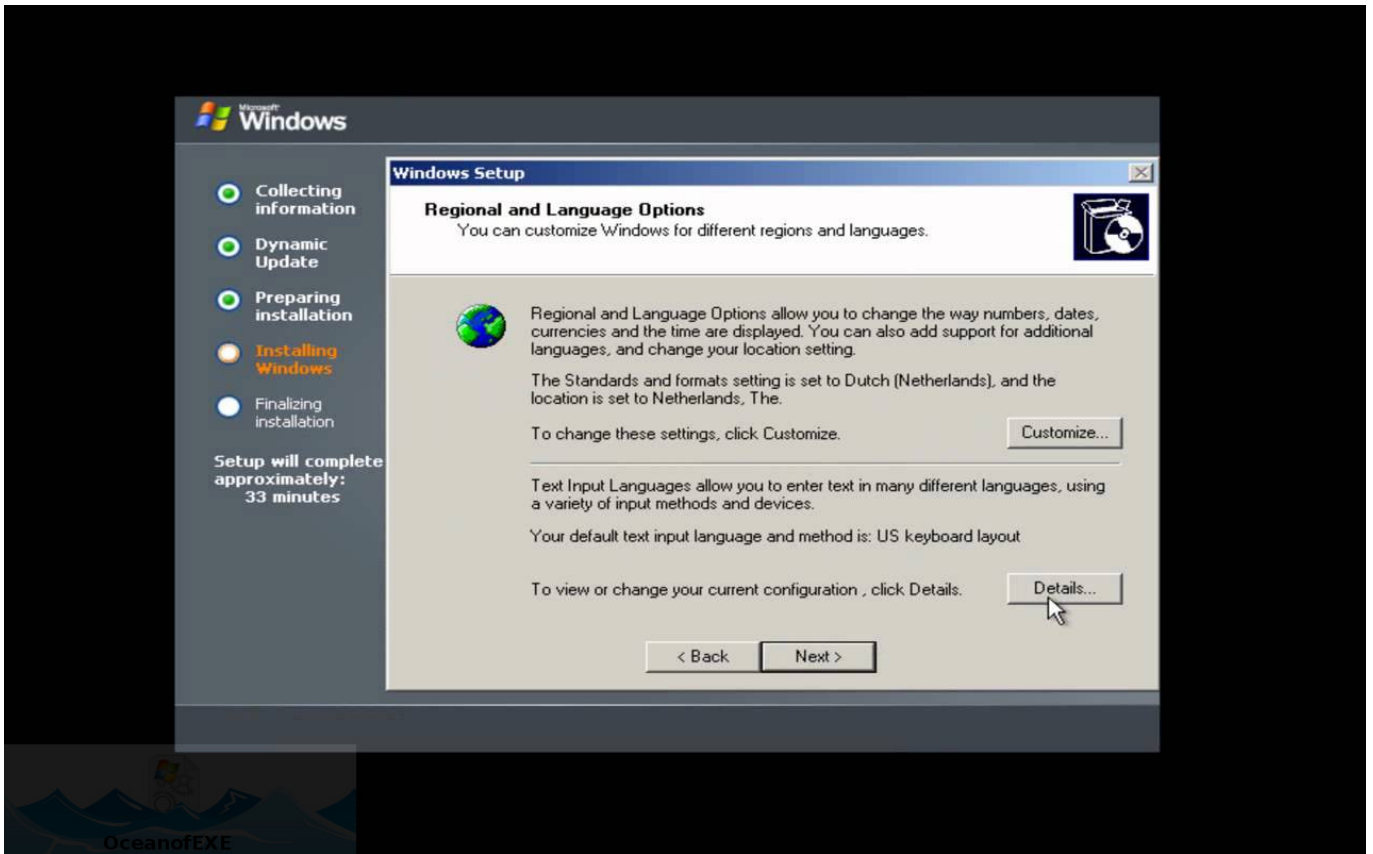 Microsoft
Windows
Collecting
information
Dynamic
Update
Preparing
installation
Installing
Windows
Finalizing
installation
Setup will complete
approximately:
33 minutes
Windows Setup
Regional and Language Options
You can customize Windows for different regions and languages.
Regional and Language Options allow you to change the way numbers, dates,
currencies and the time are displayed. You can also add support for additional
languages, and change your location setting.
The Standards and formats setting is set to Dutch (Netherlands), and the
location is set to Netherlands, The.
To change these settings, click Customize.
Customize...
Text Input Languages allow you to enter text in many different languages, using
a variety of input methods and devices.
Your default text input language and method is: US keyboard layout
To view or change your current configuration , click Details.
Details...
< Back
Next >
OceanofEXE